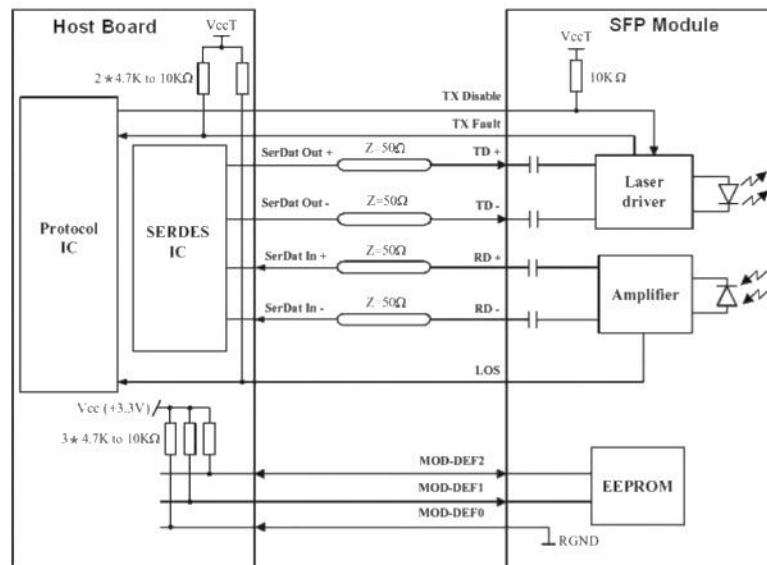 Host Board
SFP Module
VccT
VccT
2*4.7K to 10KΩ
10KΩ
TX Disable
TX Fault
SerDat Out +
Z=50Ω
TD +
Laser
driver
SerDat Out -
Z=50Ω
TD -
Protocol
IC
SERDES
IC
SerDat In +
Z=50Ω
RD +
Amplifier
SerDat In -
Z=50Ω
RD -
LOS
Vcc (+3.3V)
3*4.7K to 10KΩ
MOD-DEF2
MOD-DEF1
EEPROM
MOD-DEF0
RGND